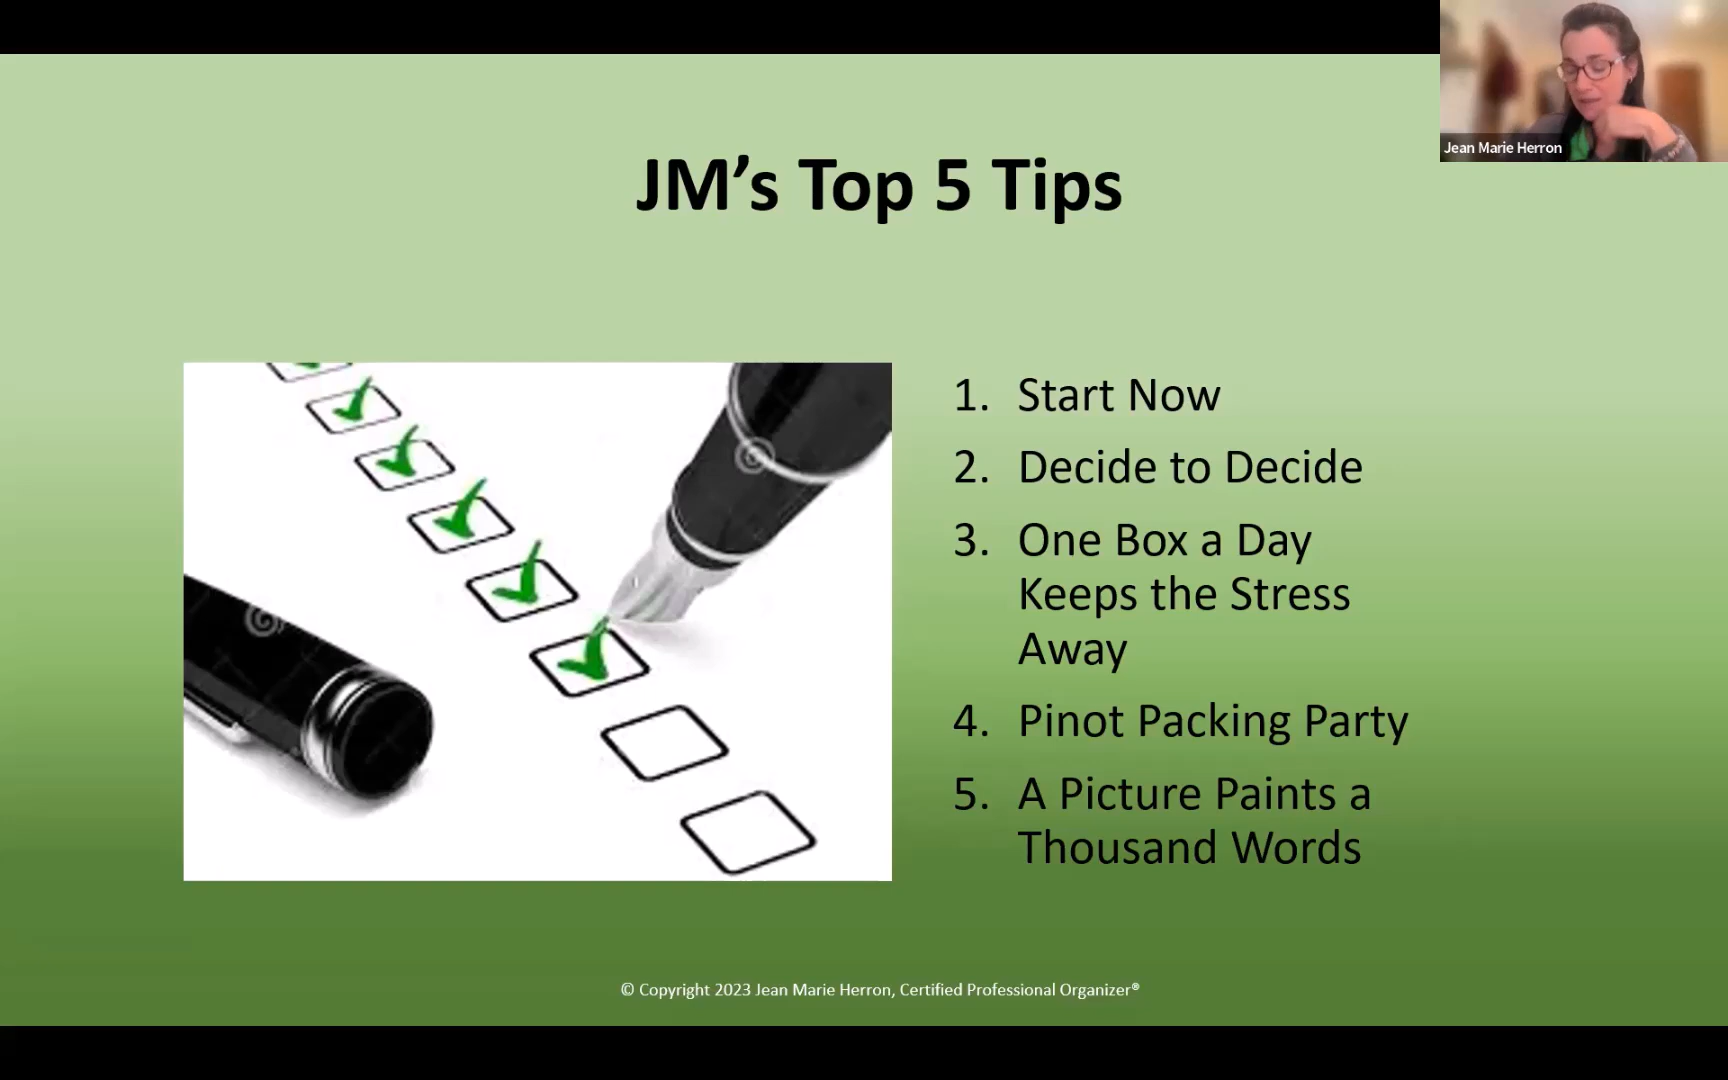 Jean Marie Herron
JM's Top 5 Tips
1. Start Now
2. Decide to Decide
3. One Box a Day
Keeps the Stress
Away
4. Pinot Packing Party
5. A Picture Paints a
Thousand Words
© Copyright 2023 Jean Marie Herron, Certified Professional Organizer®